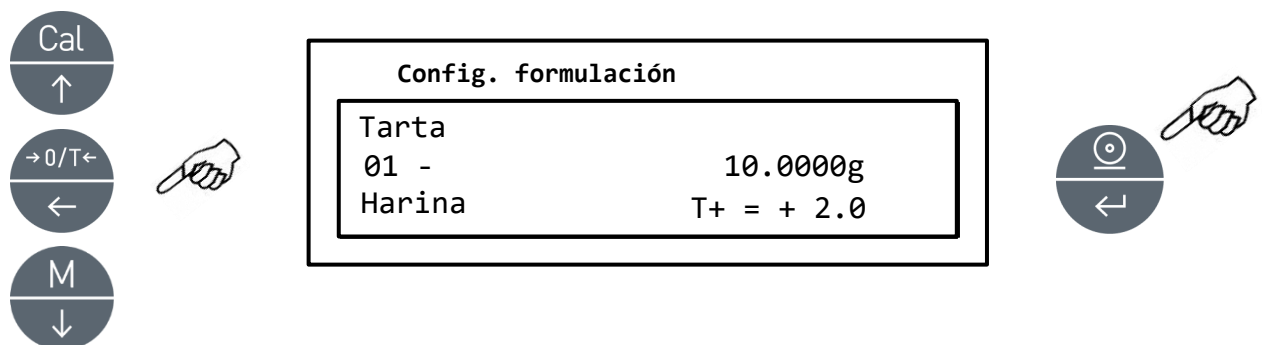 Cal
↑
Config. formulación
Tarta
→0/T←
01 - 10.0000g
←
Harina T+ = + 2.0
M
↓